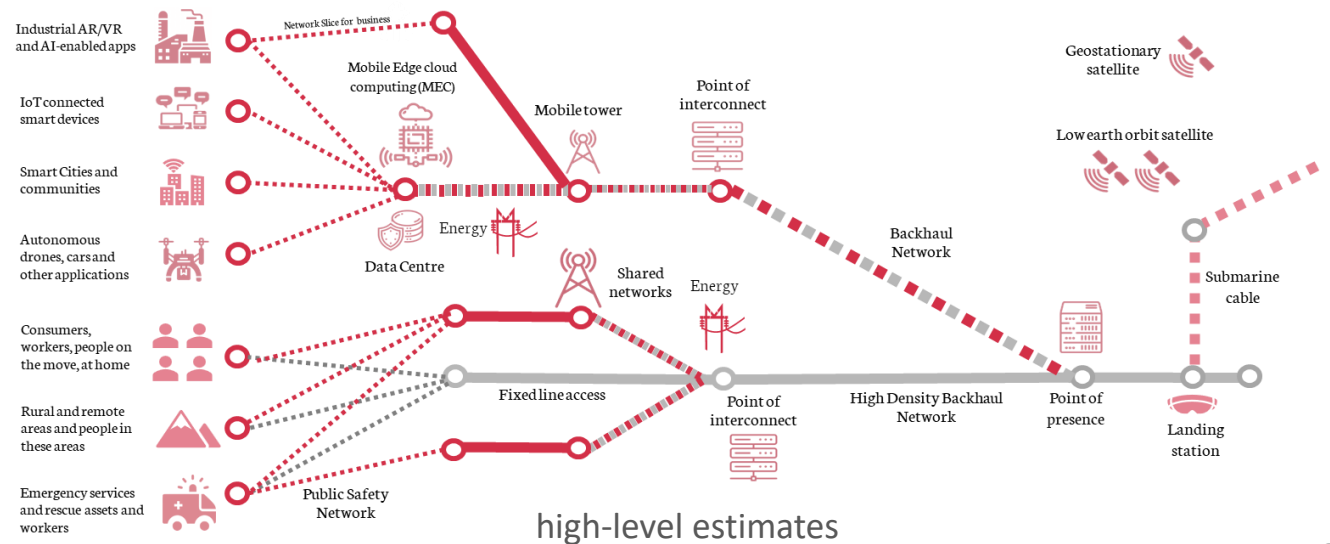 Industrial AR/VR
and AI-enabled apps
Network Slice for business
Mobile Edge cloud
computing (MEC)
Mobile tower
Point of
interconnect
Geostationary
satellite
Low earth orbit satellite
IoT connected
smart devices
Smart Cities and
communities
Autonomous
drones, cars and
other applications
Energy
Data Centre
Shared
networks
Energy
Backhaul
Network
Submarine
cable
Consumers,
workers, people on
the move, at home
Fixed line access
Point of
interconnect
High Density Backhaul
Network
Point of
presence
Landing
station
Rural and remote
areas and people in
these areas
Emergency services
and rescue assets and
workers
Public Safety
Network
high-level estimates